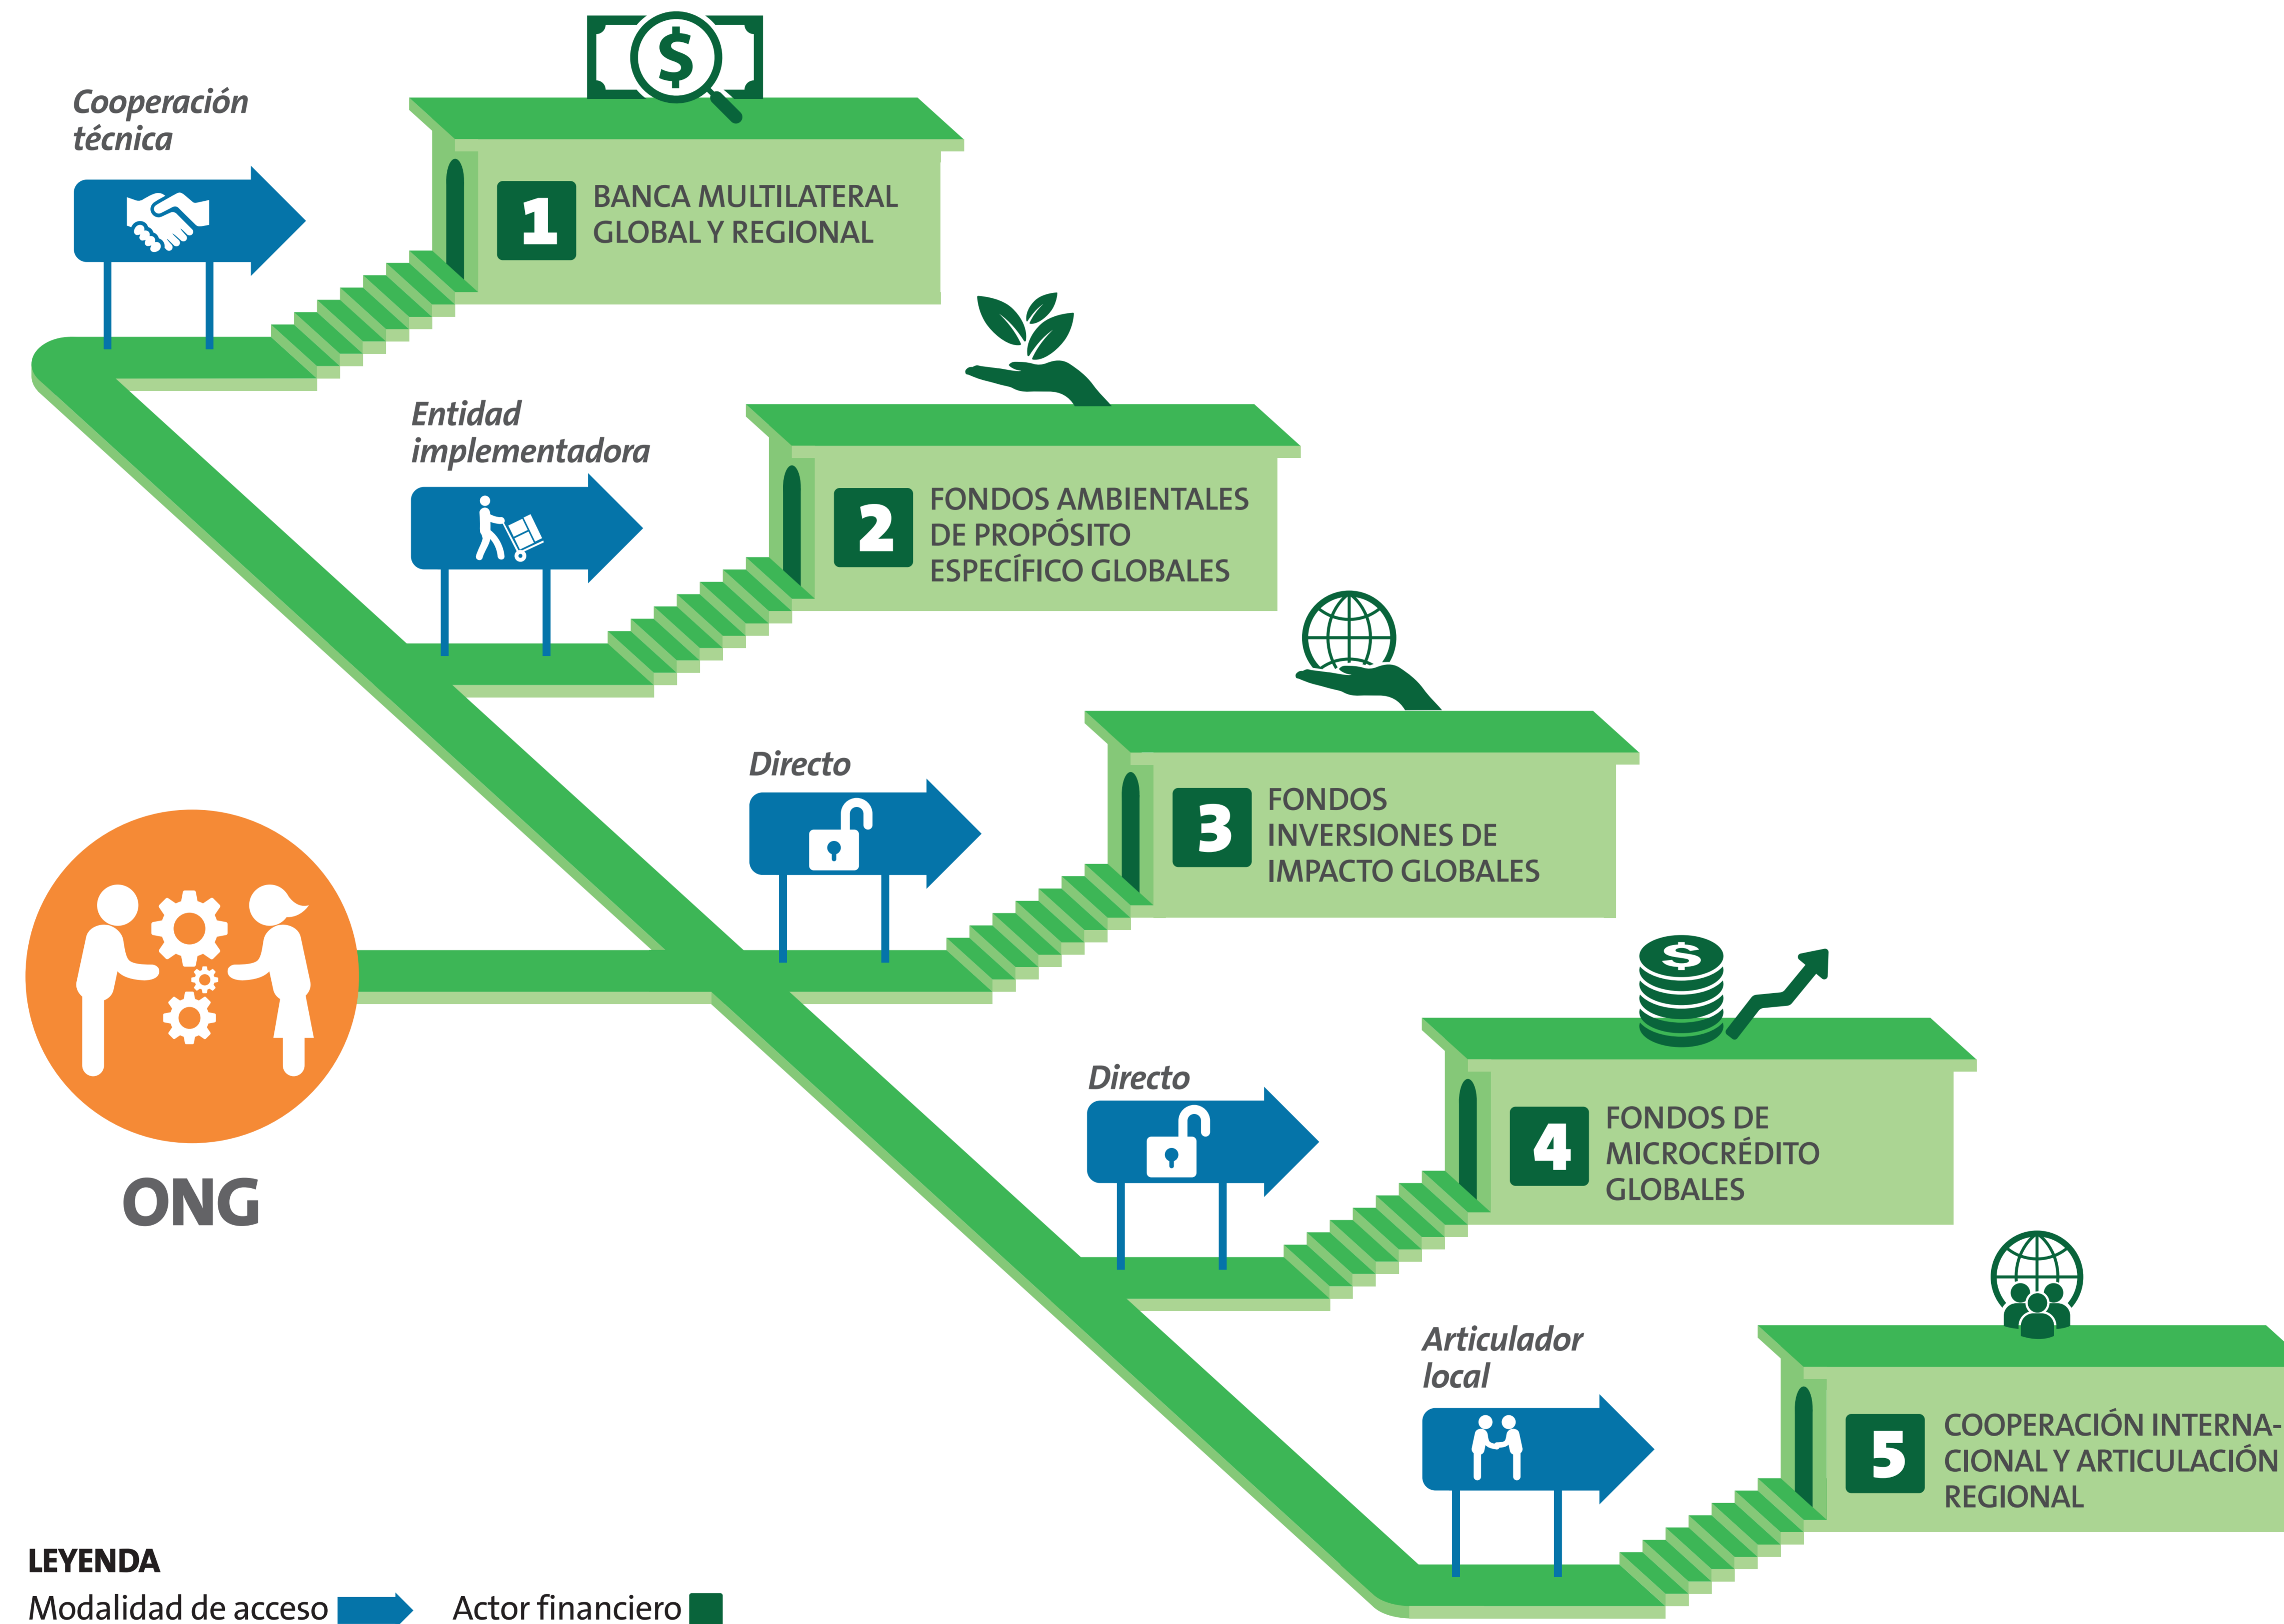 $
Cooperación
técnica
1
BANCA MULTILATERAL
GLOBAL Y REGIONAL
Entidad
implementadora
2
FONDOS AMBIENTALES
DE PROPÓSITO
ESPECÍFICO GLOBALES
Directo
3
FONDOS
INVERSIONES DE
IMPACTO GLOBALES
$
Directo
4
FONDOS DE
MICROCRÉDITO
GLOBALES
ONG
Articulador
local
5
COOPERACIÓN INTERNA-
CIONAL Y ARTICULACIÓN
REGIONAL
LEYENDA
Modalidad de acceso
Actor financiero